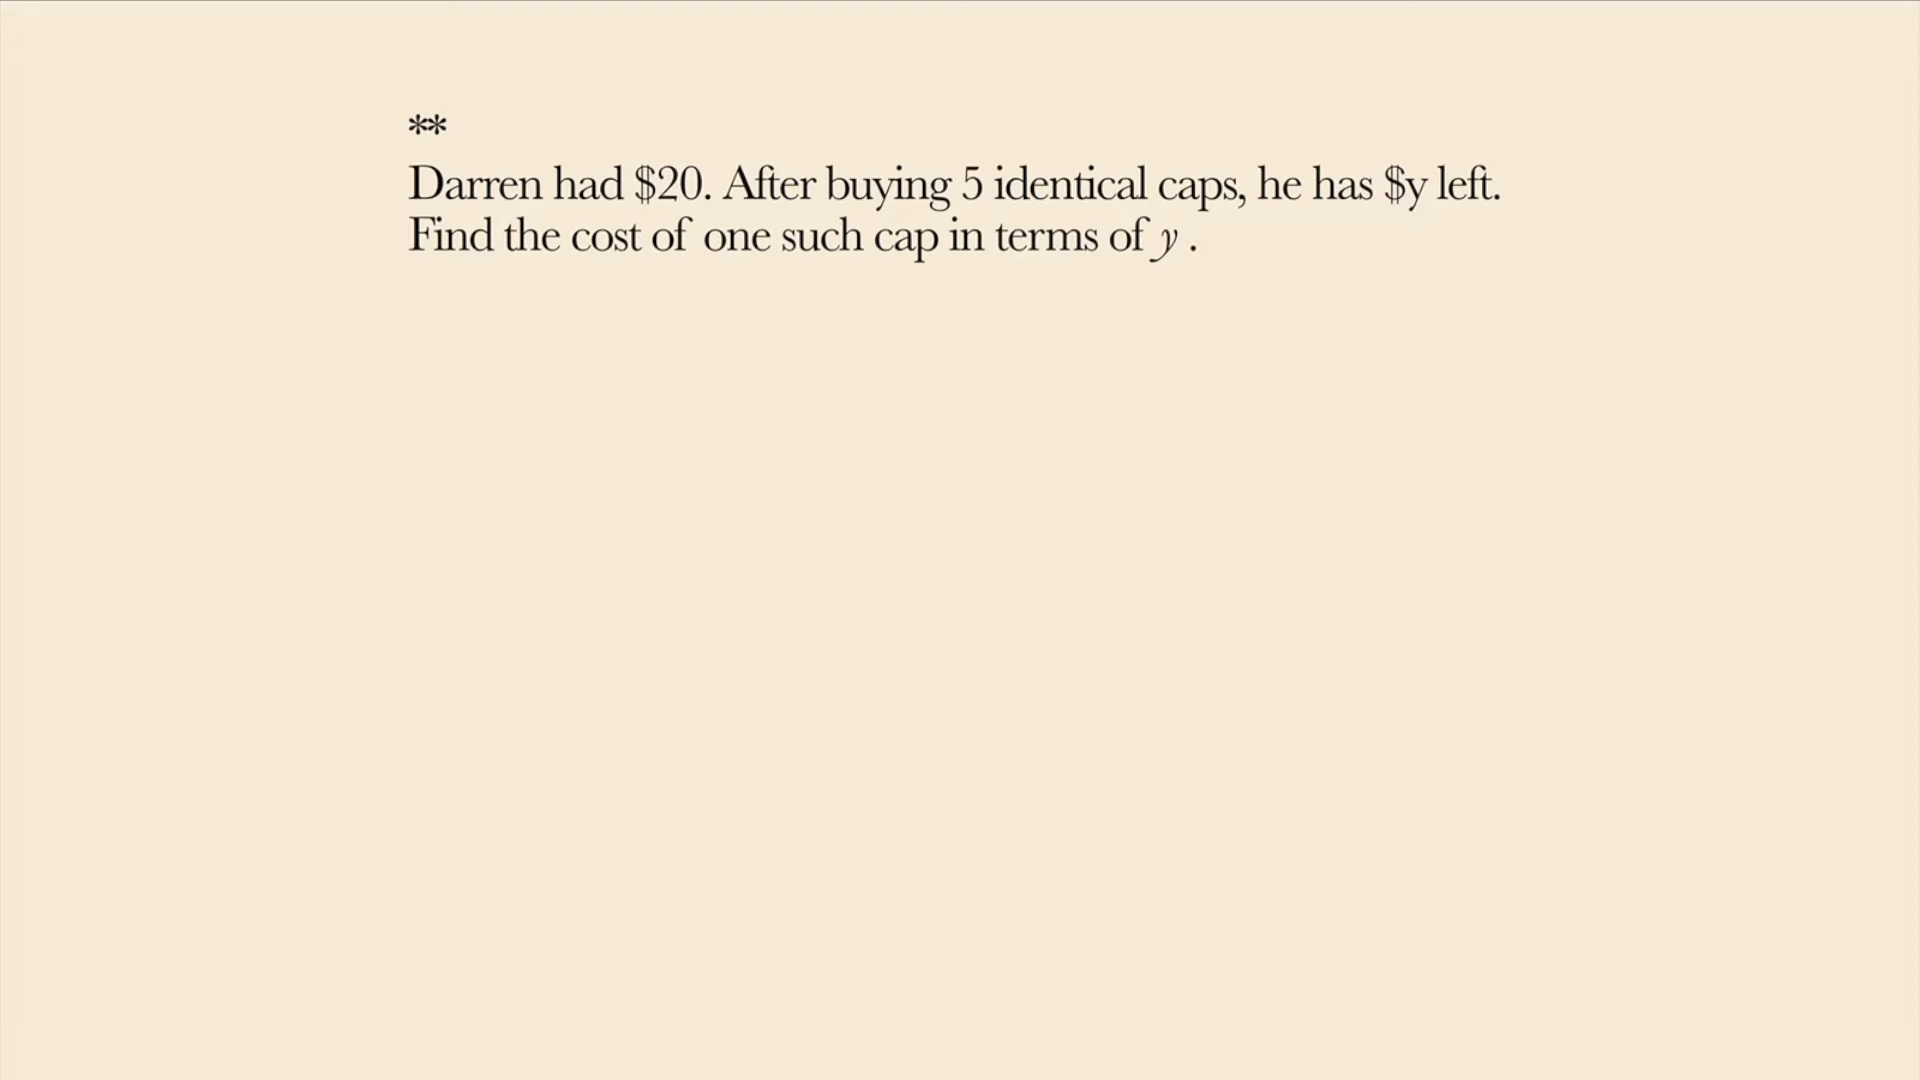 **
Darren had $20. After buying 5 identical caps, he has $y left.
Find the cost of one such cap in terms of y .